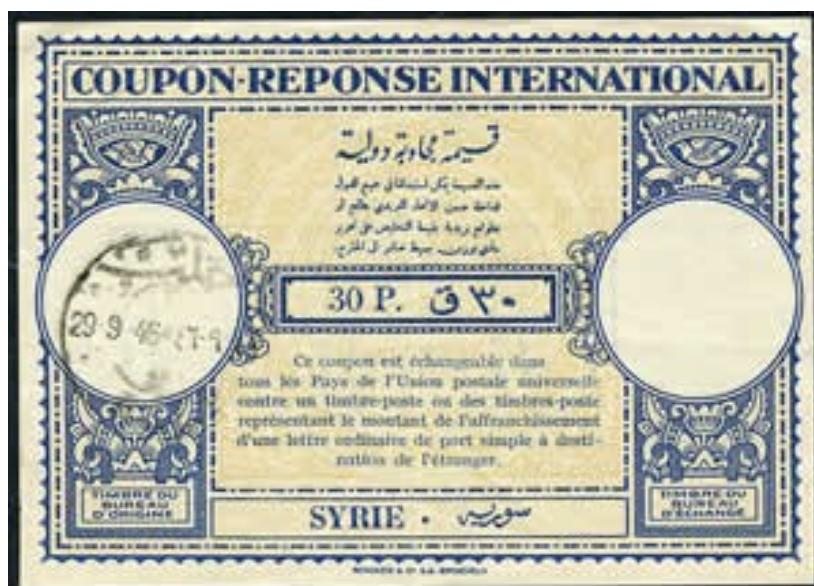 COUPON-REPONSE INTERNATIONAL
قسيمة مجاوبة دولية
30 P. ٣٠ ق
29-9-46
Ce coupon est échangeable dans
tous les Pays de l'Union postale universelle
contre un timbre-poste ou des timbres-poste
représentant le montant de l'affranchissement
d'une lettre ordinaire de port simple à desti-
nation de l'étranger.
TIMBRE DU
BUREAU
D'ORIGINE
TIMBRE DU
BUREAU
D'ECHANGE
SYRIE • سورية